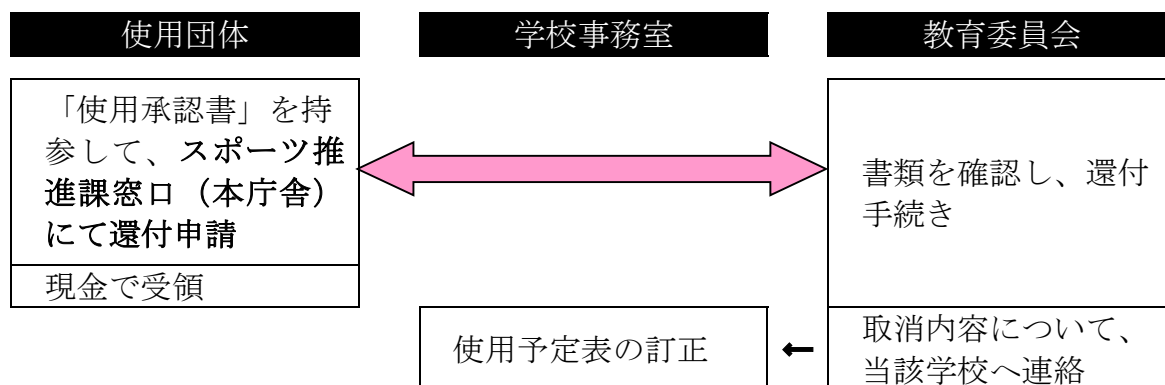 使用団体
学校事務室
教育委員会
「使用承認書」を持
参して、スポーツ推
進課窓口（本庁舎）
にて還付申請
書類を確認し、還付
手続き
現金で受領
使用予定表の訂正
取消内容について、
当該学校へ連絡